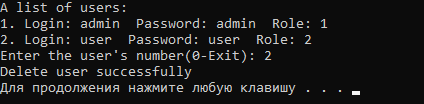 A list of users:
1. Login: admin  Password: admin  Role: 1
2. Login: user  Password: user  Role: 2
Enter the user's number(0-Exit): 2
Delete user successfully
Для продолжения нажмите любую клавишу . . .